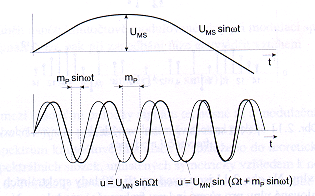 U_MS
U_MS sinωt
t
m_P sinωt
m_P
t
u = U_MN sinΩt
u = U_MN sin (Ωt + m_P sinωt)